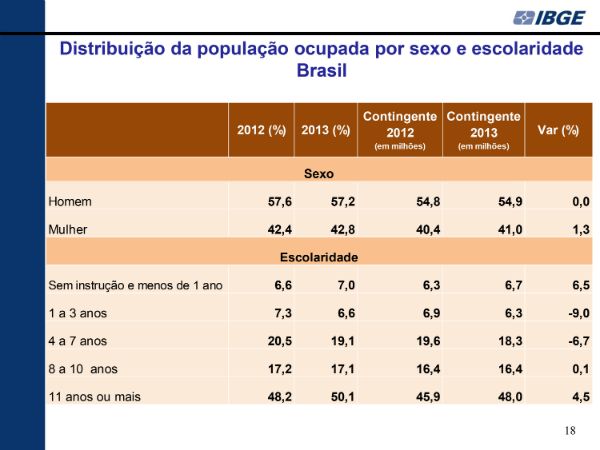 IBGE
Distribuição da população ocupada por sexo e escolaridade
Brasil
2012 (%) 2013 (%) Contingente 2012 (em milhões) Contingente 2013 (em milhões) Var (%)
Sexo
Homem 57,6 57,2 54,8 54,9 0,0
Mulher 42,4 42,8 40,4 41,0 1,3
Escolaridade
Sem instrução e menos de 1 ano 6,6 7,0 6,3 6,7 6,5
1 a 3 anos 7,3 6,6 6,9 6,3 -9,0
4 a 7 anos 20,5 19,1 19,6 18,3 -6,7
8 a 10 anos 17,2 17,1 16,4 16,4 0,1
11 anos ou mais 48,2 50,1 45,9 48,0 4,5
18